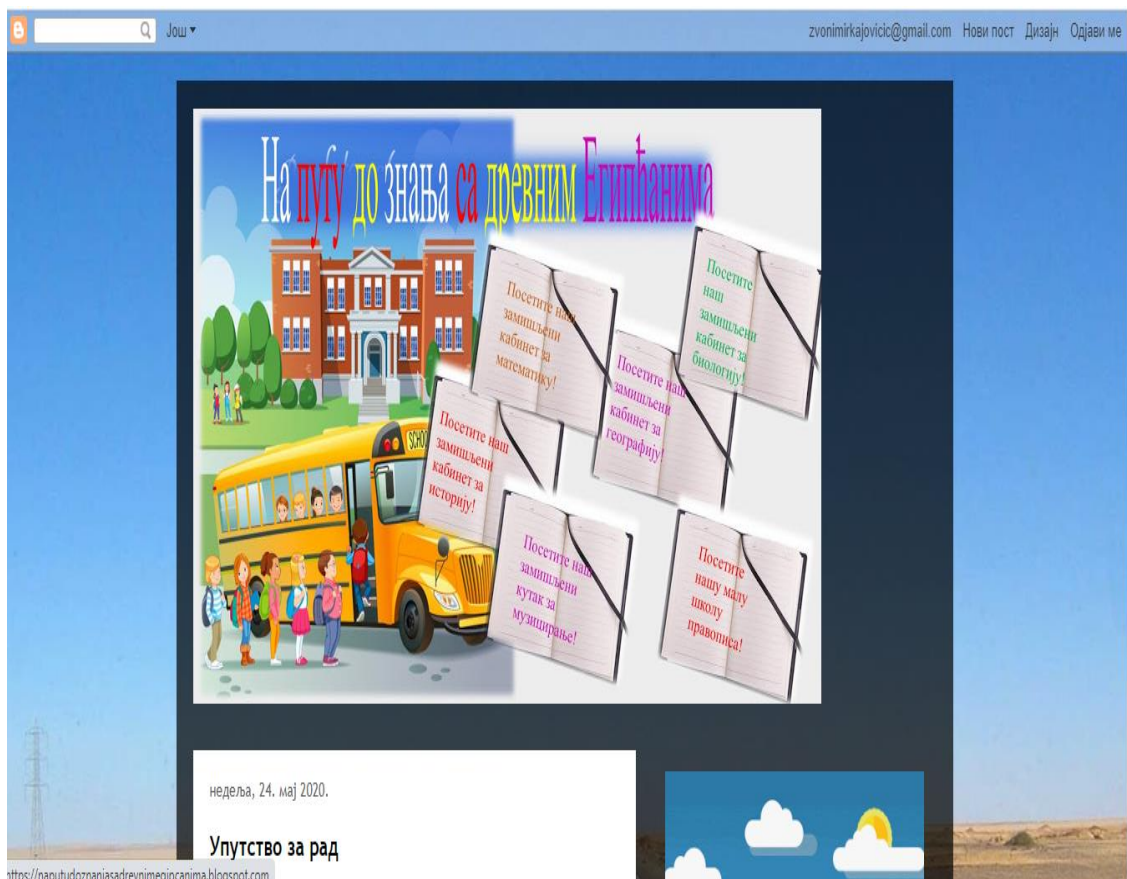 Још ▾
zvonimirkajovicic@gmail.com Нови пост Дизајн Одјави ме
На путу до знања са древним Египћанима
Посетите
наш
замишљени
кабинет за
биологију!
Посетите наш
замишљени
кабинет за
математику!
Посетите наш
замишљени
кабинет за
географију!
SCHOO
Посетите наш
замишљени
кабинет за
историју!
Посетите наш
замишљени
кутак за
музицирање!
Посетите
нашу малу
школу
правописа!
недеља, 24. мај 2020.
Упутство за рад
https://naputudoznanjasadrevnimegipcanima.blogspot.com